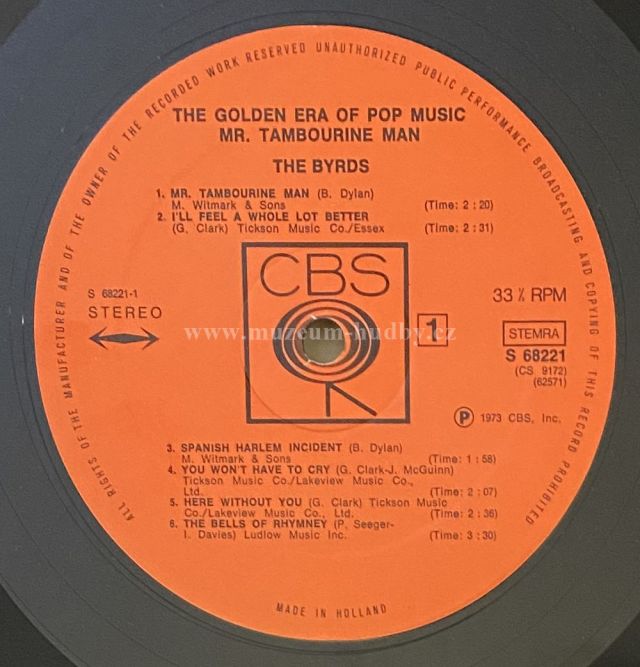 ALL RIGHTS OF THE MANUFACTURER AND OF THE OWNER OF THE RECORDED WORK RESERVED UNAUTHORIZED PUBLIC PERFORMANCE BROADCASTING AND COPYING OF THIS RECORD PROHIBITED
THE GOLDEN ERA OF POP MUSIC
MR. TAMBOURINE MAN
THE BYRDS
1. MR. TAMBOURINE MAN (B. Dylan)
M. Witmark & Sons (Time: 2 : 20)
2. I'LL FEEL A WHOLE LOT BETTER
(G. Clark) Tickson Music Co./Essex (Time: 2 : 31)
CBS
S 68221-1
STEREO
33⅓ RPM
1
STEMRA
S 68221
(CS 9172)
(62571)
www.muzeum-hudby.cz
Ⓟ 1973 CBS, Inc.
3. SPANISH HARLEM INCIDENT (B. Dylan)
M. Witmark & Sons (Time: 1 : 58)
4. YOU WON'T HAVE TO CRY (G. Clark-J. McGuinn)
Tickson Music Co./Lakeview Music Co.,
Ltd. (Time: 2 : 07)
5. HERE WITHOUT YOU (G. Clark) Tickson Music
Co./Lakeview Music Co., Ltd. (Time: 2 : 36)
6. THE BELLS OF RHYMNEY (P. Seeger-
I. Davies) Ludlow Music Inc. (Time: 3 : 30)
MADE IN HOLLAND